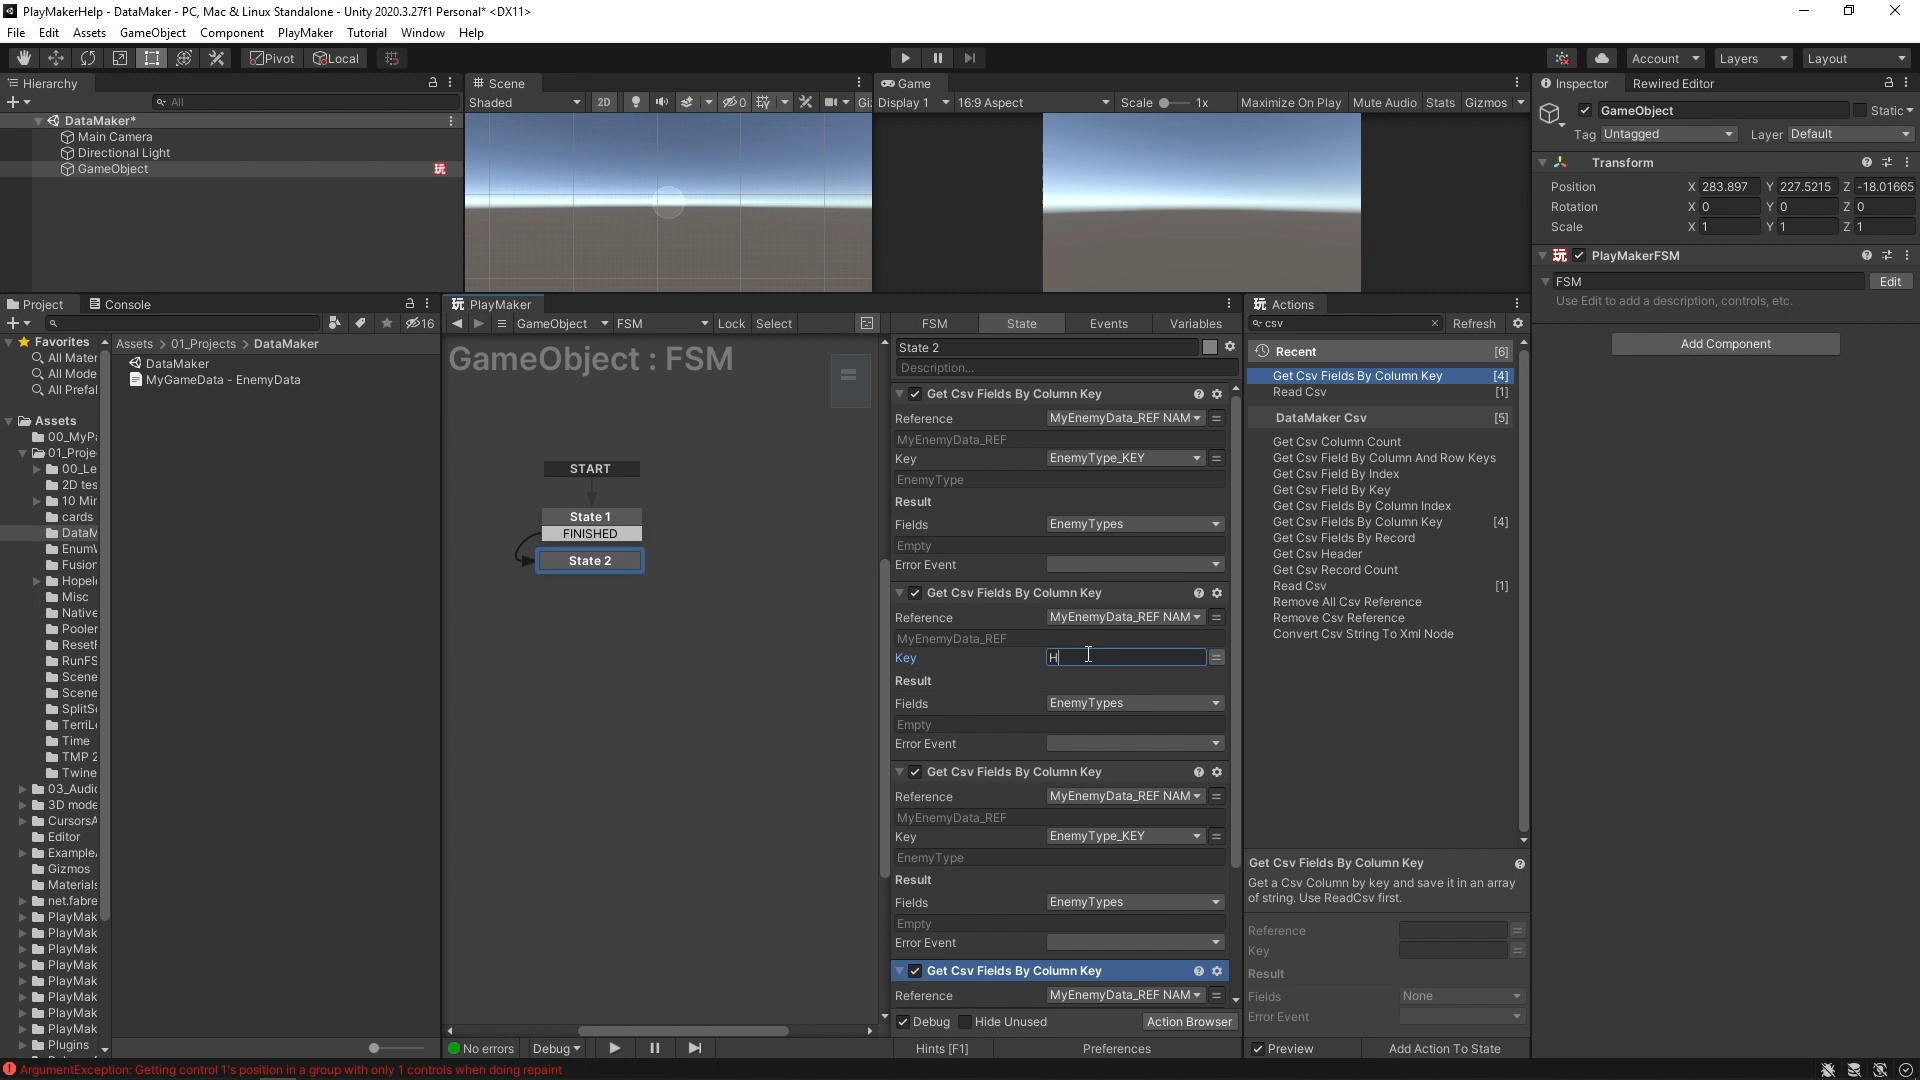 PlayMakerHelp - DataMaker - PC, Mac & Linux Standalone - Unity 2020.3.27f1 Personal* <DX11>
File Edit Assets GameObject Component PlayMaker Tutorial Window Help
Pivot Local Account Layers Layout
Hierarchy
All
DataMaker*
Main Camera
Directional Light
GameObject
Scene
Shaded 2D 0 Gi
Game
Display 1 16:9 Aspect Scale 1x Maximize On Play Mute Audio Stats Gizmos
Inspector Rewired Editor
GameObject Static
Tag Untagged Layer Default
Transform
Position X 283.897 Y 227.5215 Z -18.01665
Rotation X 0 Y 0 Z 0
Scale X 1 Y 1 Z 1
PlayMakerFSM
FSM Edit
Use Edit to add a description, controls, etc.
Add Component
Project Console
16
Favorites
All Mater
All Mode
All Prefal
Assets
00_MyPa
01_Proje
00_Le
2D tes
10 Mir
cards
DataM
EnumV
Fusior
Hopel
Misc
Native
Pooler
ResetF
RunFS
Scene
Scene
SplitSc
TerriL
Time
TMP 2
Twine
03_Audio
3D mode
CursorsA
Editor
Example
Gizmos
Materials
net.fabre
PlayMak
PlayMak
PlayMak
PlayMak
PlayMak
PlayMak
PlayMak
PlayMak
Plugins
Assets > 01_Projects > DataMaker
DataMaker
MyGameData - EnemyData
PlayMaker
GameObject FSM Lock Select
GameObject : FSM
START
State 1
FINISHED
State 2
No errors Debug
FSM State Events Variables
State 2
Description...
Get Csv Fields By Column Key
Reference MyEnemyData_REF NAM
MyEnemyData_REF
Key EnemyType_KEY
EnemyType
Result
Fields EnemyTypes
Empty
Error Event
Get Csv Fields By Column Key
Reference MyEnemyData_REF NAM
MyEnemyData_REF
Key H
Result
Fields EnemyTypes
Empty
Error Event
Get Csv Fields By Column Key
Reference MyEnemyData_REF NAM
MyEnemyData_REF
Key EnemyType_KEY
EnemyType
Result
Fields EnemyTypes
Empty
Error Event
Get Csv Fields By Column Key
Reference MyEnemyData_REF NAM
Debug Hide Unused Action Browser
Hints [F1] Preferences
Actions
csv Refresh
Recent [6]
Get Csv Fields By Column Key [4]
Read Csv [1]
DataMaker Csv [5]
Get Csv Column Count
Get Csv Field By Column And Row Keys
Get Csv Field By Index
Get Csv Field By Key
Get Csv Fields By Column Index
Get Csv Fields By Column Key [4]
Get Csv Fields By Record
Get Csv Header
Get Csv Record Count
Read Csv [1]
Remove All Csv Reference
Remove Csv Reference
Convert Csv String To Xml Node
Get Csv Fields By Column Key
Get a Csv Column by key and save it in an array
of string. Use ReadCsv first.
Reference
Key
Result
Fields None
Error Event
Preview Add Action To State
ArgumentException: Getting control 1's position in a group with only 1 controls when doing repaint